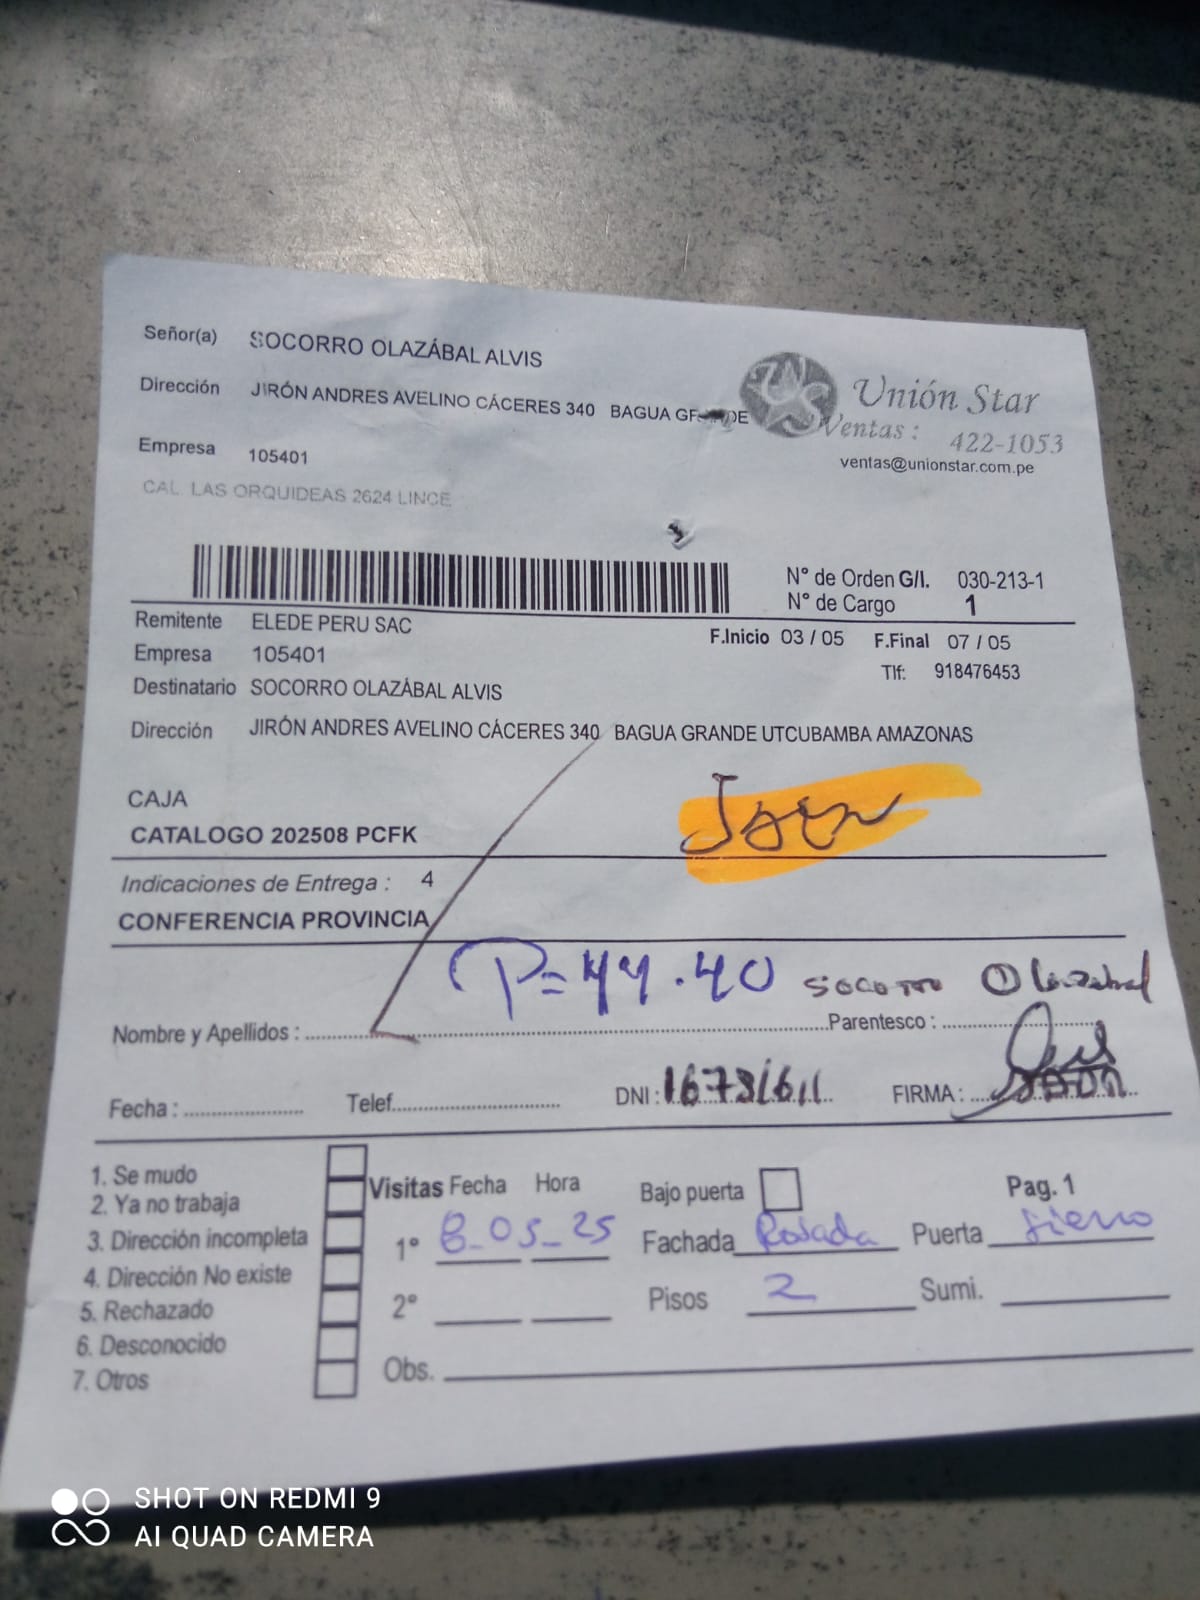 Señor(a) SOCORRO OLAZÁBAL ALVIS
Dirección JIRÓN ANDRES AVELINO CÁCERES 340 BAGUA GRANDE
Unión Star
Ventas : 422-1053
ventas@unionstar.com.pe
Empresa 105401
CAL. LAS ORQUIDEAS 2624 LINCE
N° de Orden G/I. 030-213-1
N° de Cargo 1
Remitente ELEDE PERU SAC
F.Inicio 03 / 05 F.Final 07 / 05
Empresa 105401
Tlf: 918476453
Destinatario SOCORRO OLAZÁBAL ALVIS
Dirección JIRÓN ANDRES AVELINO CÁCERES 340 BAGUA GRANDE UTCUBAMBA AMAZONAS
CAJA
Jaen
CATALOGO 202508 PCFK
Indicaciones de Entrega : 4
CONFERENCIA PROVINCIA
P=44.40 Socorro Olazabal
Nombre y Apellidos : Parentesco :
Fecha : Telef. DNI : FIRMA :
1. Se mudo
2. Ya no trabaja
3. Dirección incompleta
4. Dirección No existe
5. Rechazado
6. Desconocido
7. Otros
Visitas Fecha Hora Bajo puerta Pag. 1
1° 8-05-25 Fachada Rosada Puerta fierro
2° Pisos 2 Sumi.
Obs.
SHOT ON REDMI 9
AI QUAD CAMERA